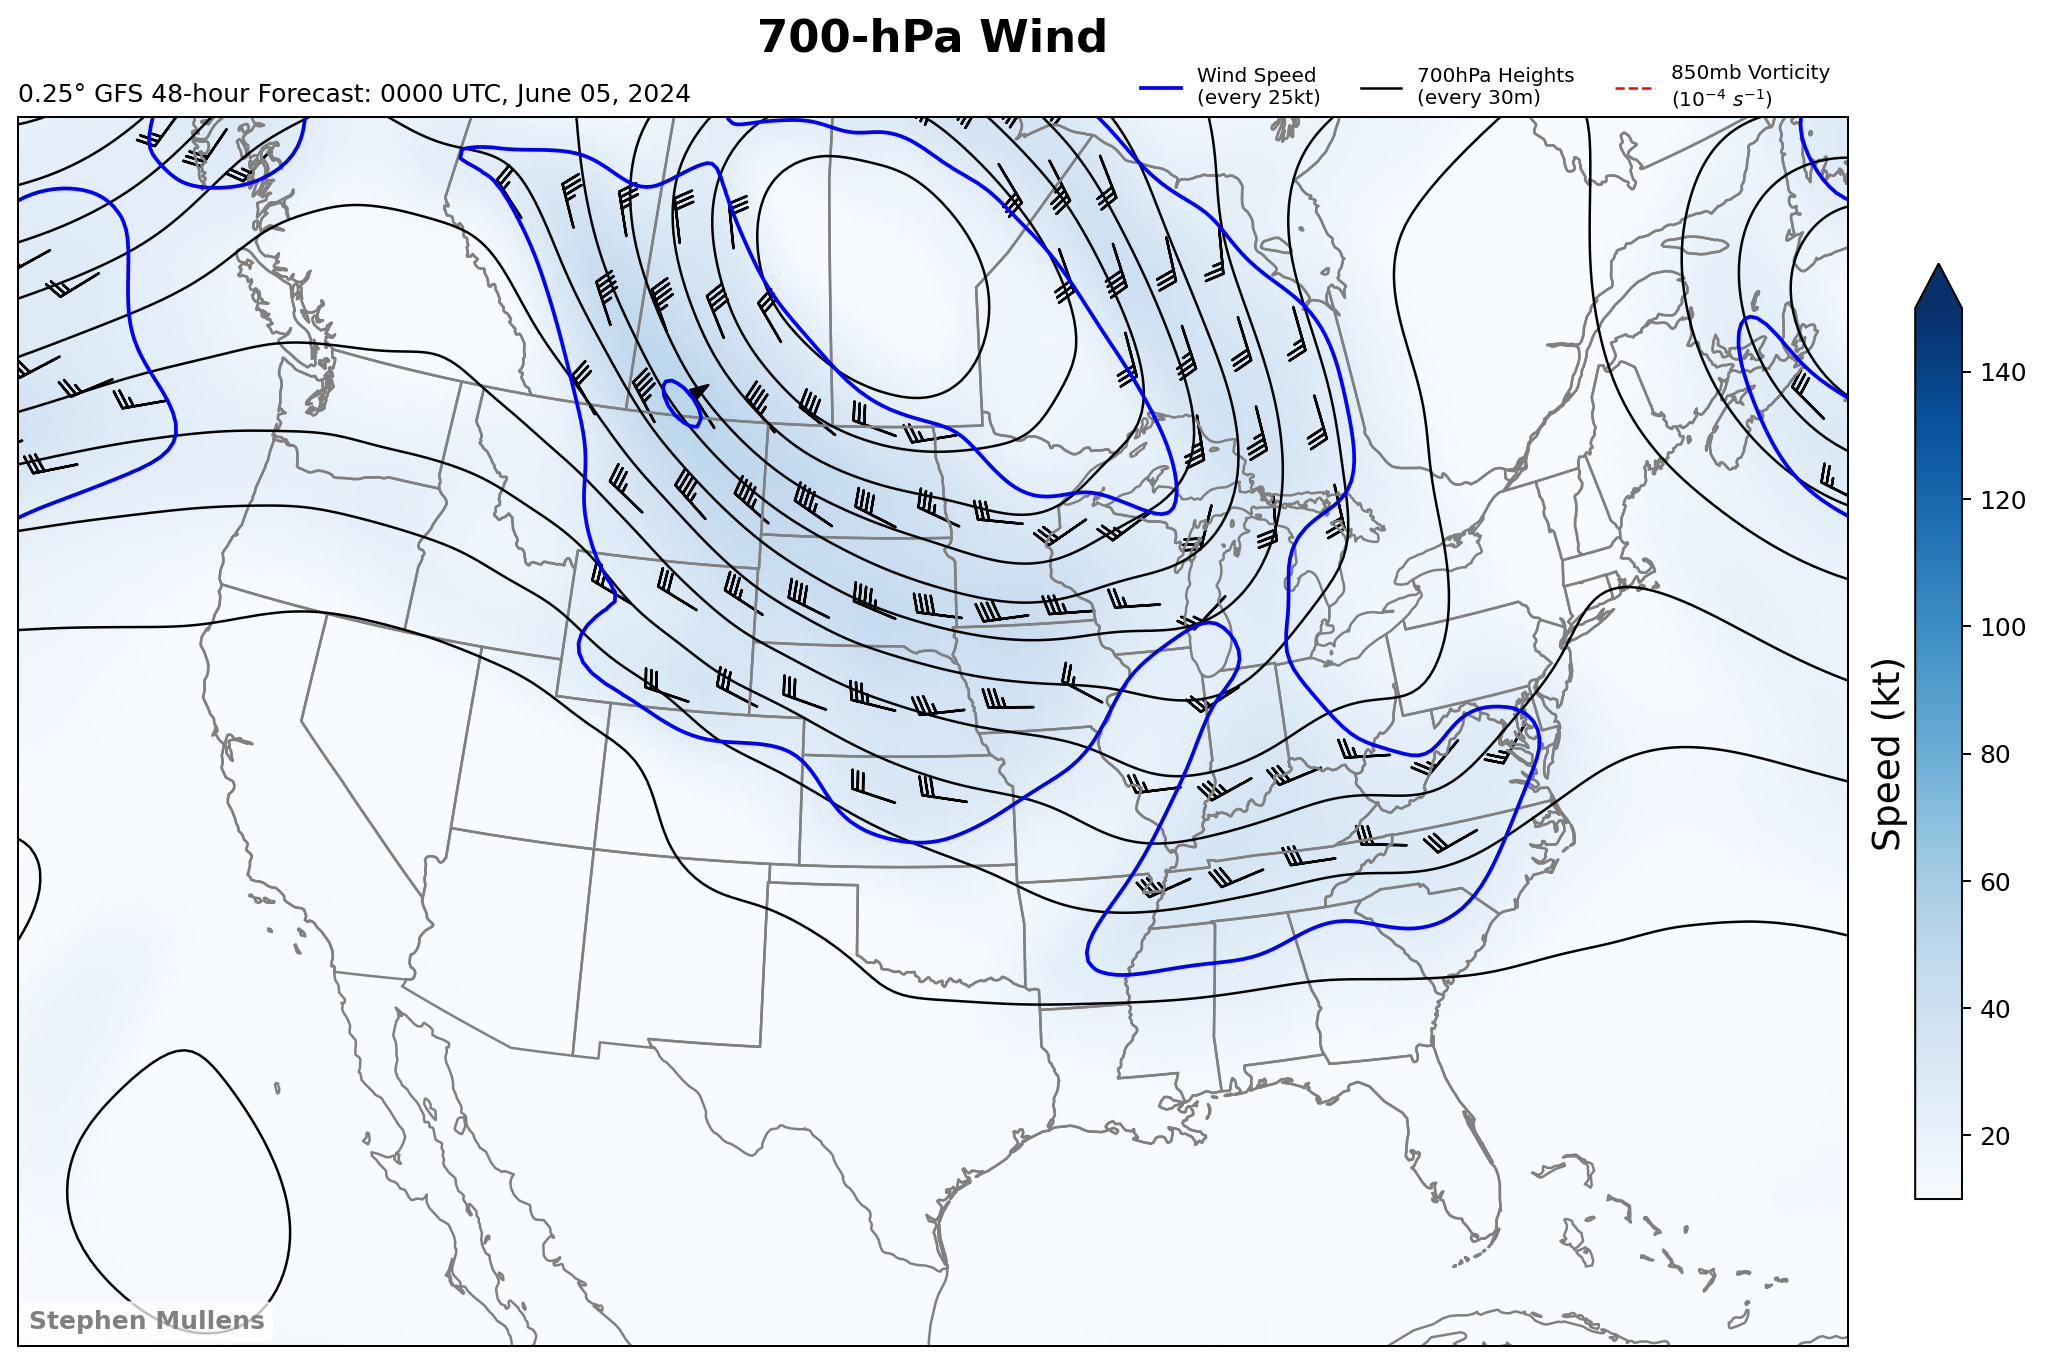 700-hPa Wind
0.25° GFS 48-hour Forecast: 0000 UTC, June 05, 2024
Wind Speed
(every 25kt)
700hPa Heights
(every 30m)
850mb Vorticity
(10⁻⁴ s⁻¹)
140
120
100
80
60
40
20
Speed (kt)
Stephen Mullens